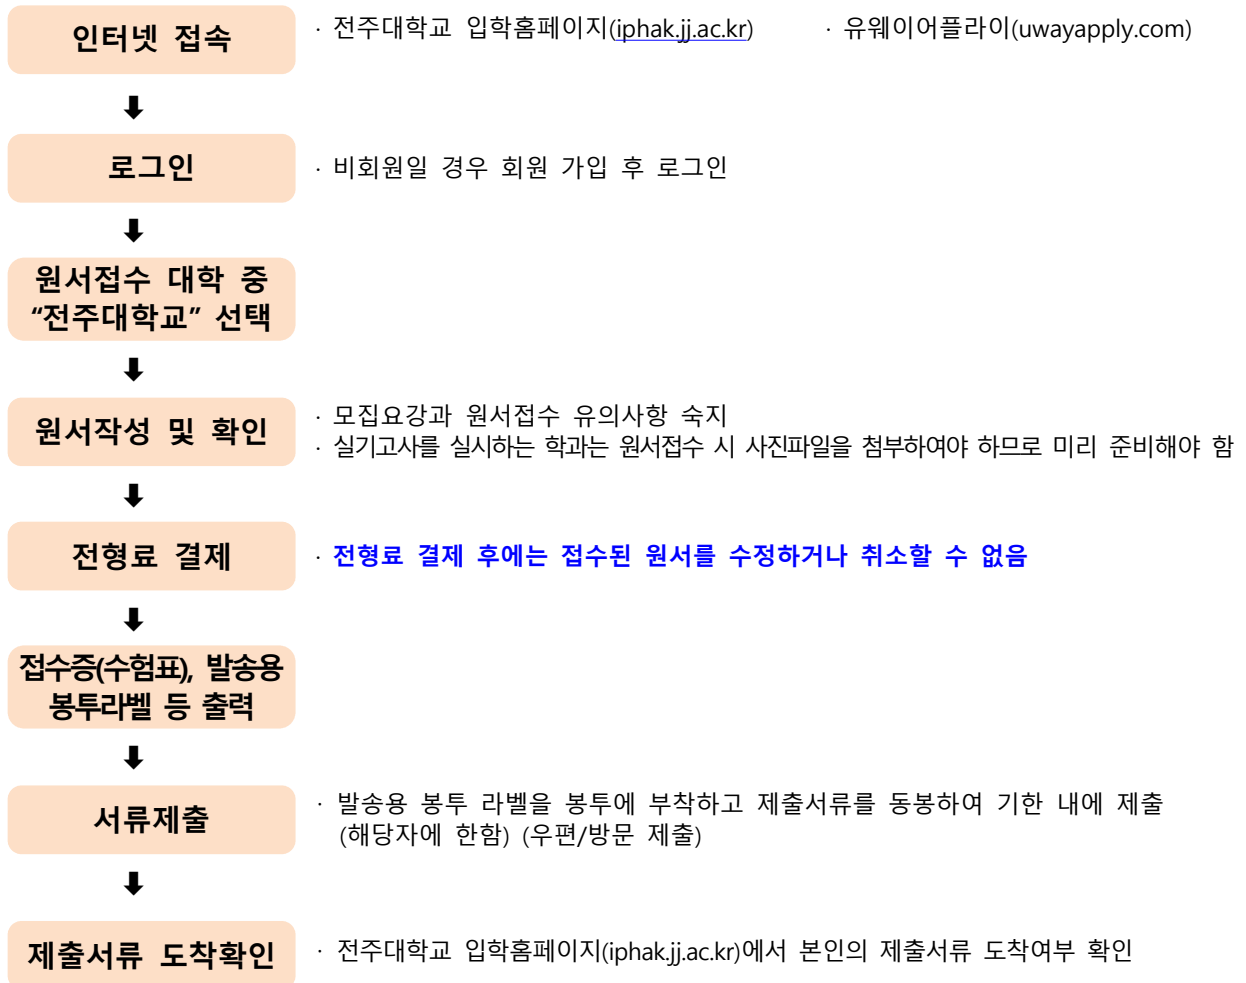 인터넷 접속
· 전주대학교 입학홈페이지(iphak.jj.ac.kr) · 유웨이어플라이(uwayapply.com)
로그인
· 비회원일 경우 회원 가입 후 로그인
원서접수 대학 중
“전주대학교” 선택
원서작성 및 확인
· 모집요강과 원서접수 유의사항 숙지
· 실기고사를 실시하는 학과는 원서접수 시 사진파일을 첨부하여야 하므로 미리 준비해야 함
전형료 결제
· 전형료 결제 후에는 접수된 원서를 수정하거나 취소할 수 없음
접수증(수험표), 발송용
봉투라벨 등 출력
서류제출
· 발송용 봉투 라벨을 봉투에 부착하고 제출서류를 동봉하여 기한 내에 제출
(해당자에 한함) (우편/방문 제출)
제출서류 도착확인
· 전주대학교 입학홈페이지(iphak.jj.ac.kr)에서 본인의 제출서류 도착여부 확인